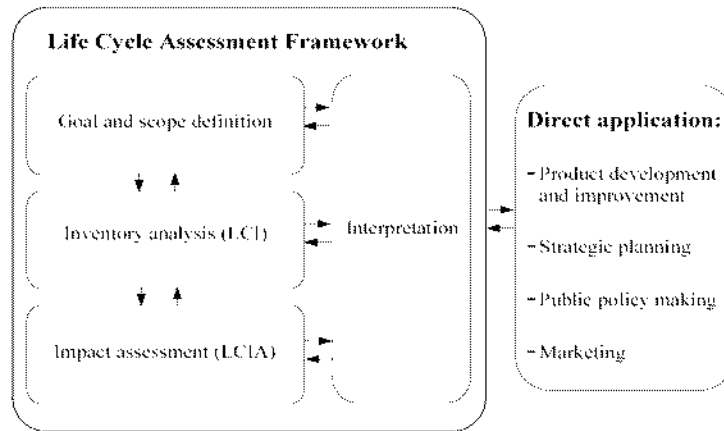 Life Cycle Assessment Framework
Goal and scope definition
Inventory analysis (LCI)
Impact assessment (LCIA)
Interpretation
Direct application:
- Product development
and improvement
- Strategic planning
- Public policy making
- Marketing